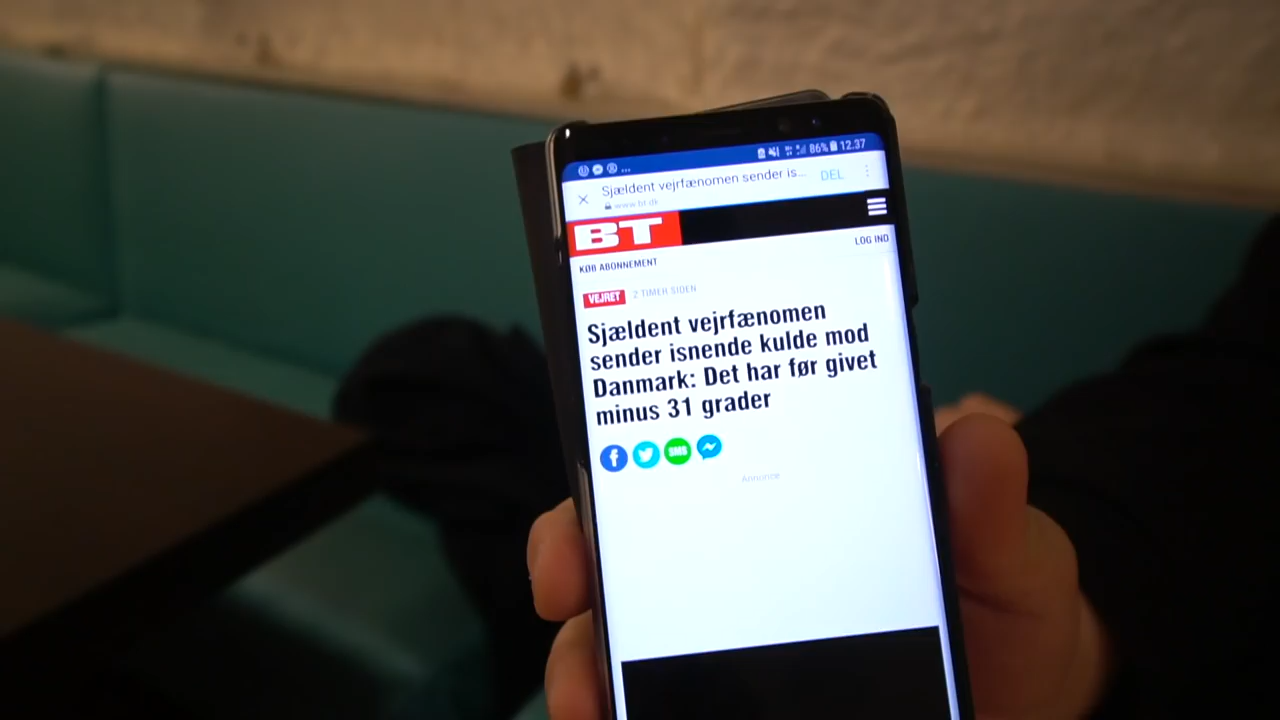 86% 12.37
Sjældent vejrfænomen sender is...
DEL
www.bt.dk
BT
LOG IND
KØB ABONNEMENT
VEJRET 2 TIMER SIDEN
Sjældent vejrfænomen
sender isnende kulde mod
Danmark: Det har før givet
minus 31 grader
SMS
Annonce